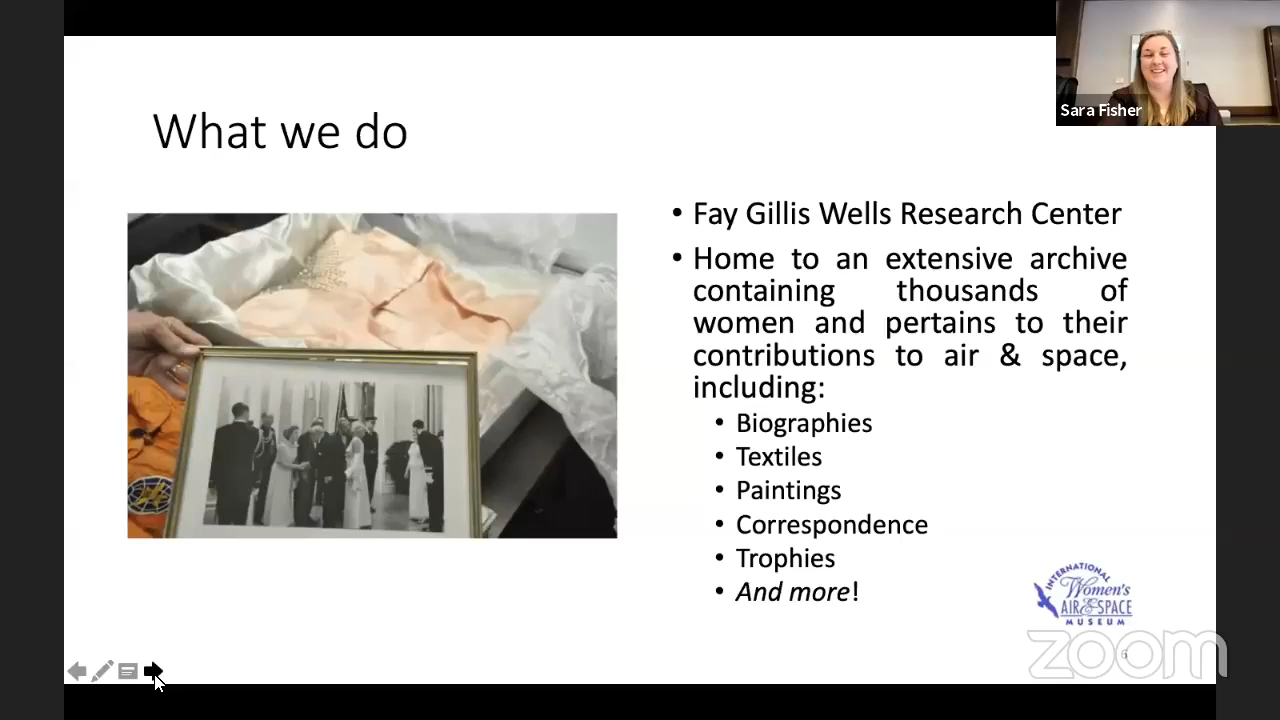 Sara Fisher
What we do
• Fay Gillis Wells Research Center
• Home to an extensive archive
containing thousands of
women and pertains to their
contributions to air & space,
including:
• Biographies
• Textiles
• Paintings
• Correspondence
• Trophies
• And more!
INTERNATIONAL
Women's
AIR & SPACE
MUSEUM
6
zoom